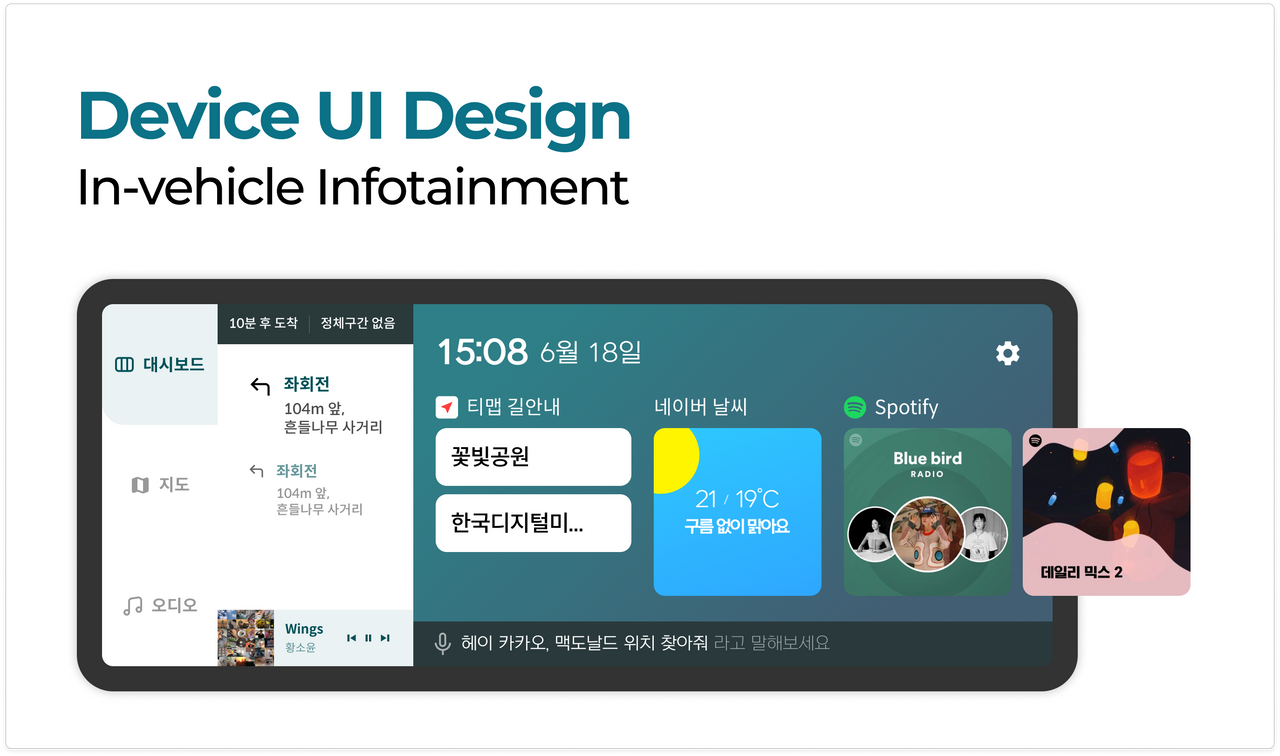 Device UI Design
In-vehicle Infotainment
대시보드
지도
오디오
10분 후 도착
정체구간 없음
좌회전
104m 앞,
흔들나무 사거리
좌회전
104m 앞,
흔들나무 사거리
Wings
황소윤
15:08 6월 18일
티맵 길안내
꽃빛공원
한국디지털미...
네이버 날씨
21 / 19°C
구름 없이 맑아요
Spotify
Blue bird
RADIO
데일리 믹스 2
헤이 카카오, 맥도날드 위치 찾아줘 라고 말해보세요